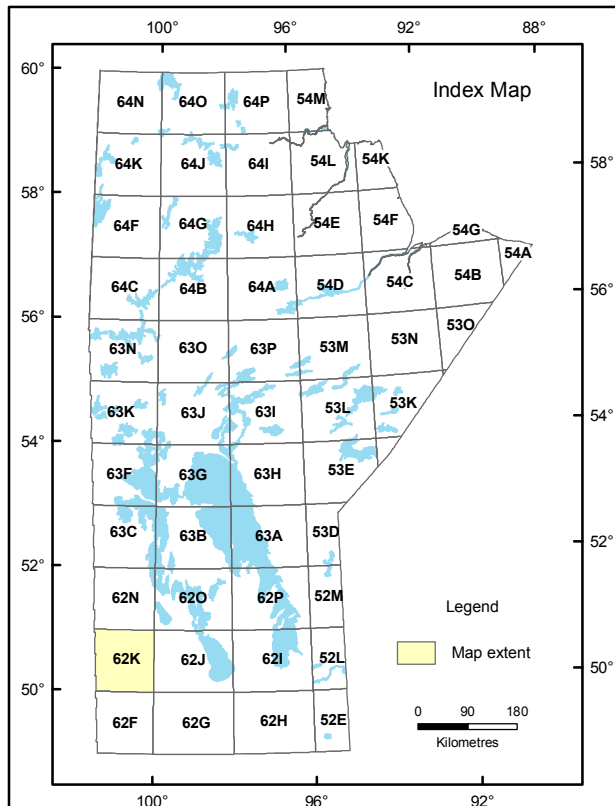 100° 96° 92° 88°
60°
Index Map
64N 64O 64P 54M
64K 64J 64I 54L 54K
58° 58°
64F 64G 64H 54E 54F
54G
54A
64C 64B 64A 54D 54C 54B
56° 56°
63N 63O 63P 53M 53N 53O
63K 63J 63I 53L 53K
54° 54°
63F 63G 63H 53E
63C 63B 63A 53D
52° 52°
62N 62O 62P 52M
Legend
62K 62J 62I 52L
Map extent
50° 50°
62F 62G 62H 52E
0 90 180
Kilometres
100° 96° 92°